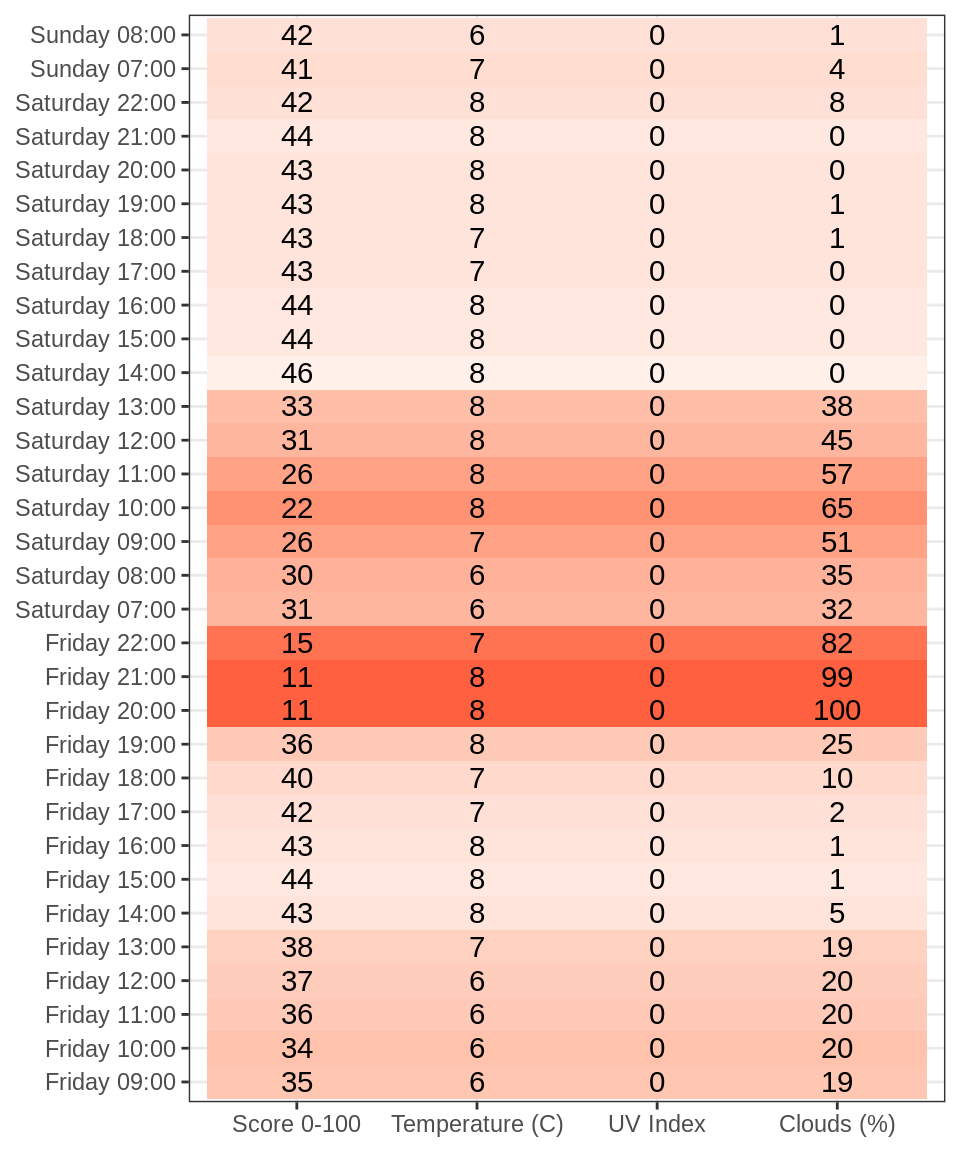 Sunday 08:00 42 6 0 1
Sunday 07:00 41 7 0 4
Saturday 22:00 42 8 0 8
Saturday 21:00 44 8 0 0
Saturday 20:00 43 8 0 0
Saturday 19:00 43 8 0 1
Saturday 18:00 43 7 0 1
Saturday 17:00 43 7 0 0
Saturday 16:00 44 8 0 0
Saturday 15:00 44 8 0 0
Saturday 14:00 46 8 0 0
Saturday 13:00 33 8 0 38
Saturday 12:00 31 8 0 45
Saturday 11:00 26 8 0 57
Saturday 10:00 22 8 0 65
Saturday 09:00 26 7 0 51
Saturday 08:00 30 6 0 35
Saturday 07:00 31 6 0 32
Friday 22:00 15 7 0 82
Friday 21:00 11 8 0 99
Friday 20:00 11 8 0 100
Friday 19:00 36 8 0 25
Friday 18:00 40 7 0 10
Friday 17:00 42 7 0 2
Friday 16:00 43 8 0 1
Friday 15:00 44 8 0 1
Friday 14:00 43 8 0 5
Friday 13:00 38 7 0 19
Friday 12:00 37 6 0 20
Friday 11:00 36 6 0 20
Friday 10:00 34 6 0 20
Friday 09:00 35 6 0 19
Score 0-100 Temperature (C) UV Index Clouds (%)